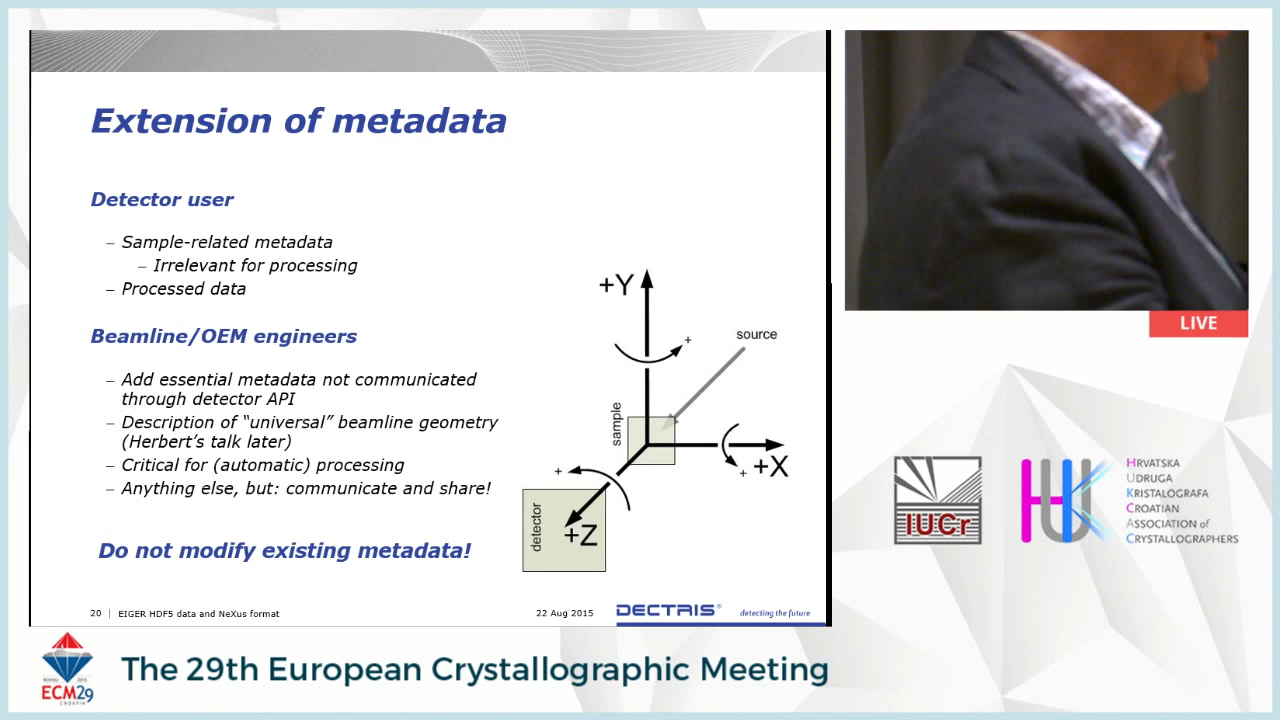 Extension of metadata
Detector user
– Sample-related metadata
– Irrelevant for processing
– Processed data
Beamline/OEM engineers
– Add essential metadata not communicated
through detector API
– Description of “universal” beamline geometry
(Herbert’s talk later)
– Critical for (automatic) processing
– Anything else, but: communicate and share!
Do not modify existing metadata!
+Y
+
source
sample
+X
+
+
detector
+Z
20 | EIGER HDF5 data and NeXus format
22 Aug 2015
DECTRIS®
detecting the future
LIVE
IUCr
HUK
HRVATSKA
UDRUGA
KRISTALOGRAFA
CROATIAN
ASSOCIATION of
CRYSTALLOGRAPHERS
ECM29
CROATIA
The 29th European Crystallographic Meeting